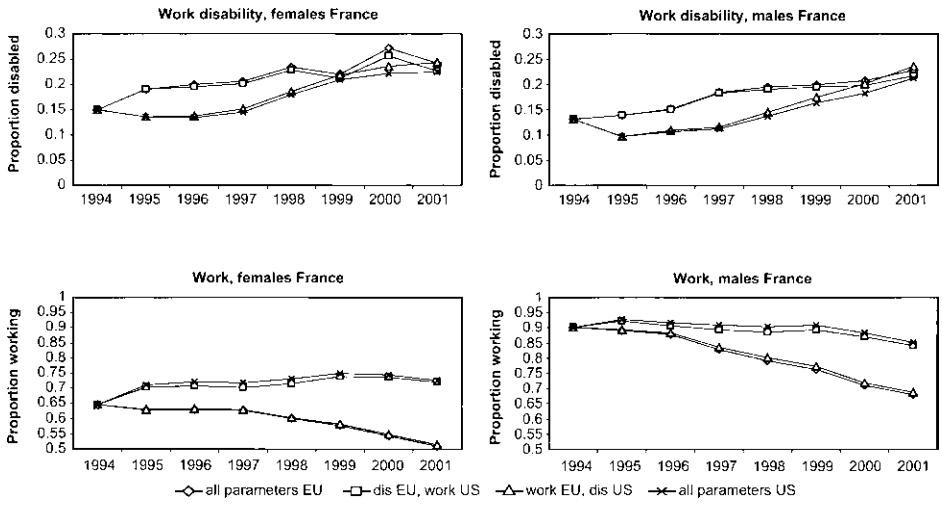 Work disability, females France
Proportion disabled
0.3
0.25
0.2
0.15
0.1
0.05
0
1994 1995 1996 1997 1998 1999 2000 2001
Work disability, males France
Proportion disabled
0.3
0.25
0.2
0.15
0.1
0.05
0
1994 1995 1996 1997 1998 1999 2000 2001
Work, females France
Proportion working
1
0.95
0.9
0.85
0.8
0.75
0.7
0.65
0.6
0.55
0.5
1994 1995 1996 1997 1998 1999 2000 2001
Work, males France
Proportion working
1
0.95
0.9
0.85
0.8
0.75
0.7
0.65
0.6
0.55
0.5
1994 1995 1996 1997 1998 1999 2000 2001
all parameters EU dis EU, work US work EU, dis US all parameters US